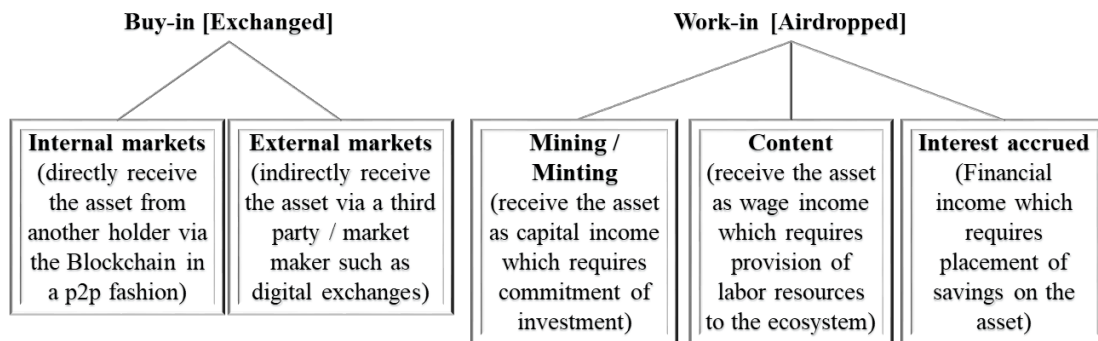 Buy-in [Exchanged]
Work-in [Airdropped]
Internal markets
(directly receive
the asset from
another holder via
the Blockchain in
a p2p fashion)
External markets
(indirectly receive
the asset via a third
party / market
maker such as
digital exchanges)
Mining /
Minting
(receive the asset
as capital income
which requires
commitment of
investment)
Content
(receive the asset
as wage income
which requires
provision of
labor resources
to the ecosystem)
Interest accrued
(Financial
income which
requires
placement of
savings on the
asset)